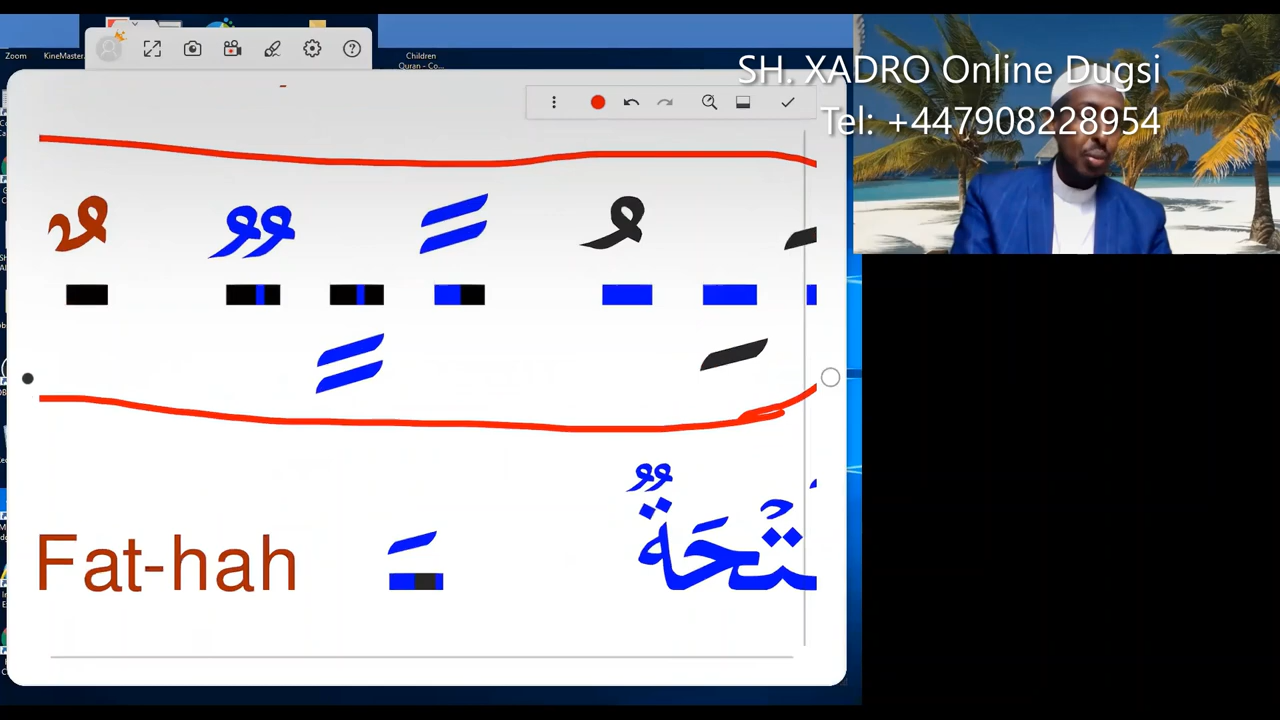 Zoom
KineMaster
Children
Quran - Co...
SH. XADRO Online Dugsi
Tel: +447908228954
Fat-hah